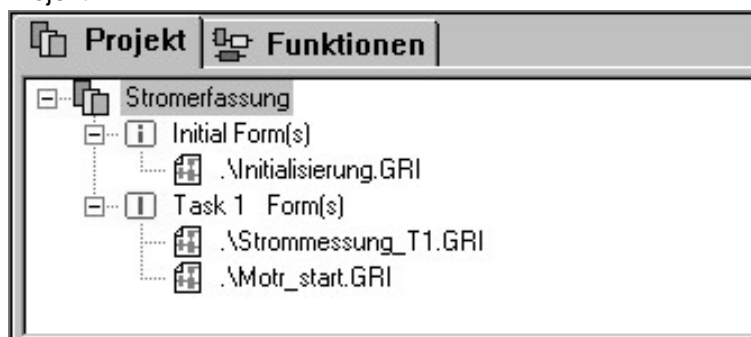 Projekt Funktionen
Stromerfassung
Initial Form(s)
.\Initialisierung.GRI
Task 1 Form(s)
.\Strommessung_T1.GRI
.\Motr_start.GRI